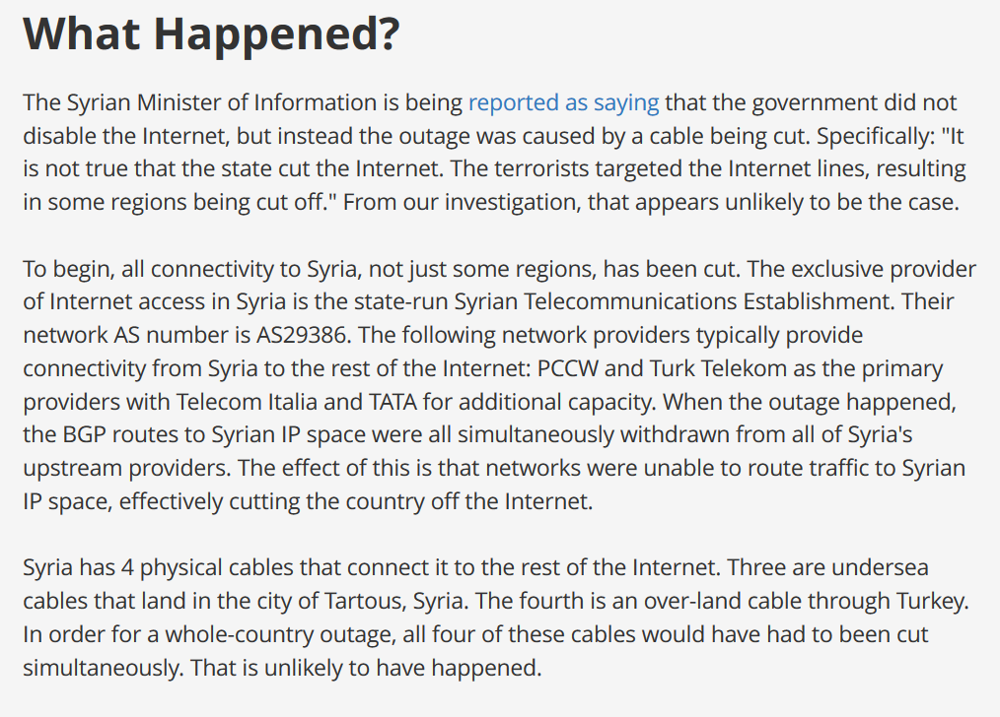 What Happened?
The Syrian Minister of Information is being reported as saying that the government did not
disable the Internet, but instead the outage was caused by a cable being cut. Specifically: "It
is not true that the state cut the Internet. The terrorists targeted the Internet lines, resulting
in some regions being cut off." From our investigation, that appears unlikely to be the case.
To begin, all connectivity to Syria, not just some regions, has been cut. The exclusive provider
of Internet access in Syria is the state-run Syrian Telecommunications Establishment. Their
network AS number is AS29386. The following network providers typically provide
connectivity from Syria to the rest of the Internet: PCCW and Turk Telekom as the primary
providers with Telecom Italia and TATA for additional capacity. When the outage happened,
the BGP routes to Syrian IP space were all simultaneously withdrawn from all of Syria's
upstream providers. The effect of this is that networks were unable to route traffic to Syrian
IP space, effectively cutting the country off the Internet.
Syria has 4 physical cables that connect it to the rest of the Internet. Three are undersea
cables that land in the city of Tartous, Syria. The fourth is an over-land cable through Turkey.
In order for a whole-country outage, all four of these cables would have had to been cut
simultaneously. That is unlikely to have happened.